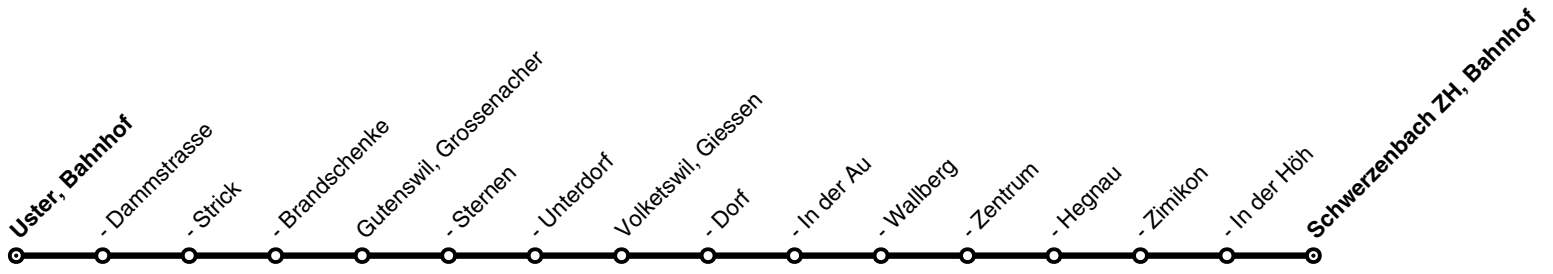 Uster, Bahnhof
- Dammstrasse
- Strick
- Brandschenke
Gutenswil, Grossenacher
- Sternen
- Unterdorf
Volketswil, Giessen
- Dorf
- In der Au
- Wallberg
- Zentrum
- Hegnau
- Zimikon
- In der Höh
Schwerzenbach ZH, Bahnhof